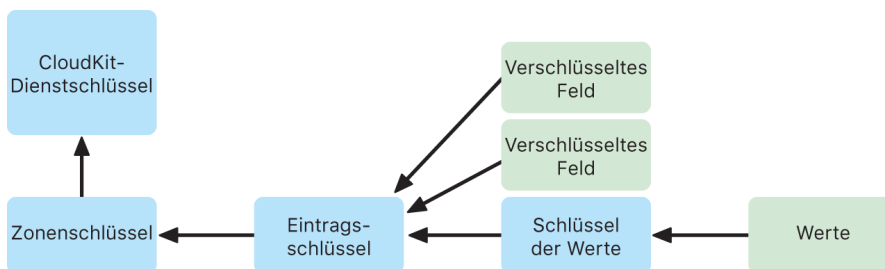 CloudKit-
Dienstschlüssel
Verschlüsseltes
Feld
Verschlüsseltes
Feld
Zonenschlüssel
Eintrags-
schlüssel
Schlüssel
der Werte
Werte